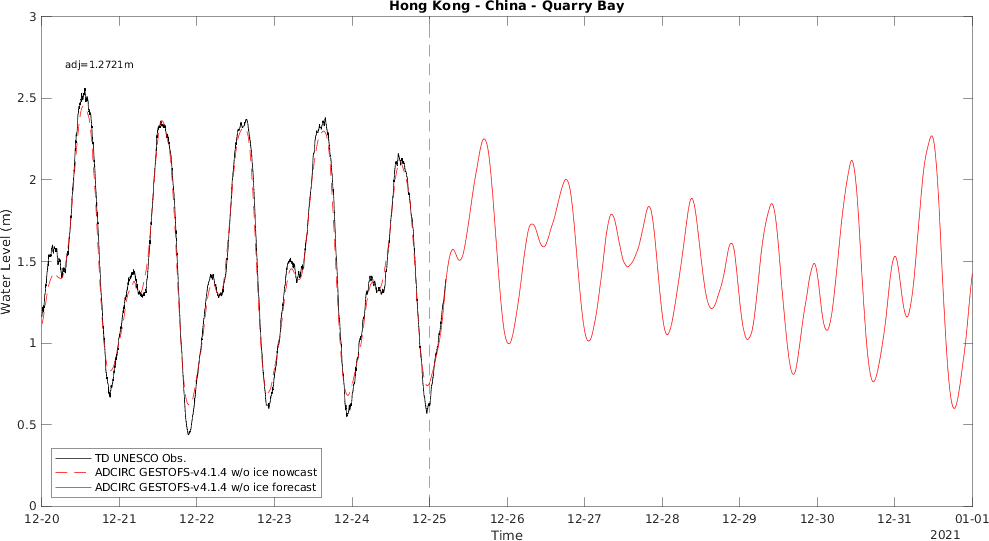 Hong Kong - China - Quarry Bay
3
adj=1.2721m
2.5
2
1.5
1
0.5
0
Water Level (m)
TD UNESCO Obs.
ADCIRC GESTOFS-v4.1.4 w/o ice nowcast
ADCIRC GESTOFS-v4.1.4 w/o ice forecast
12-20 12-21 12-22 12-23 12-24 12-25 12-26 12-27 12-28 12-29 12-30 12-31 01-01
Time
2021